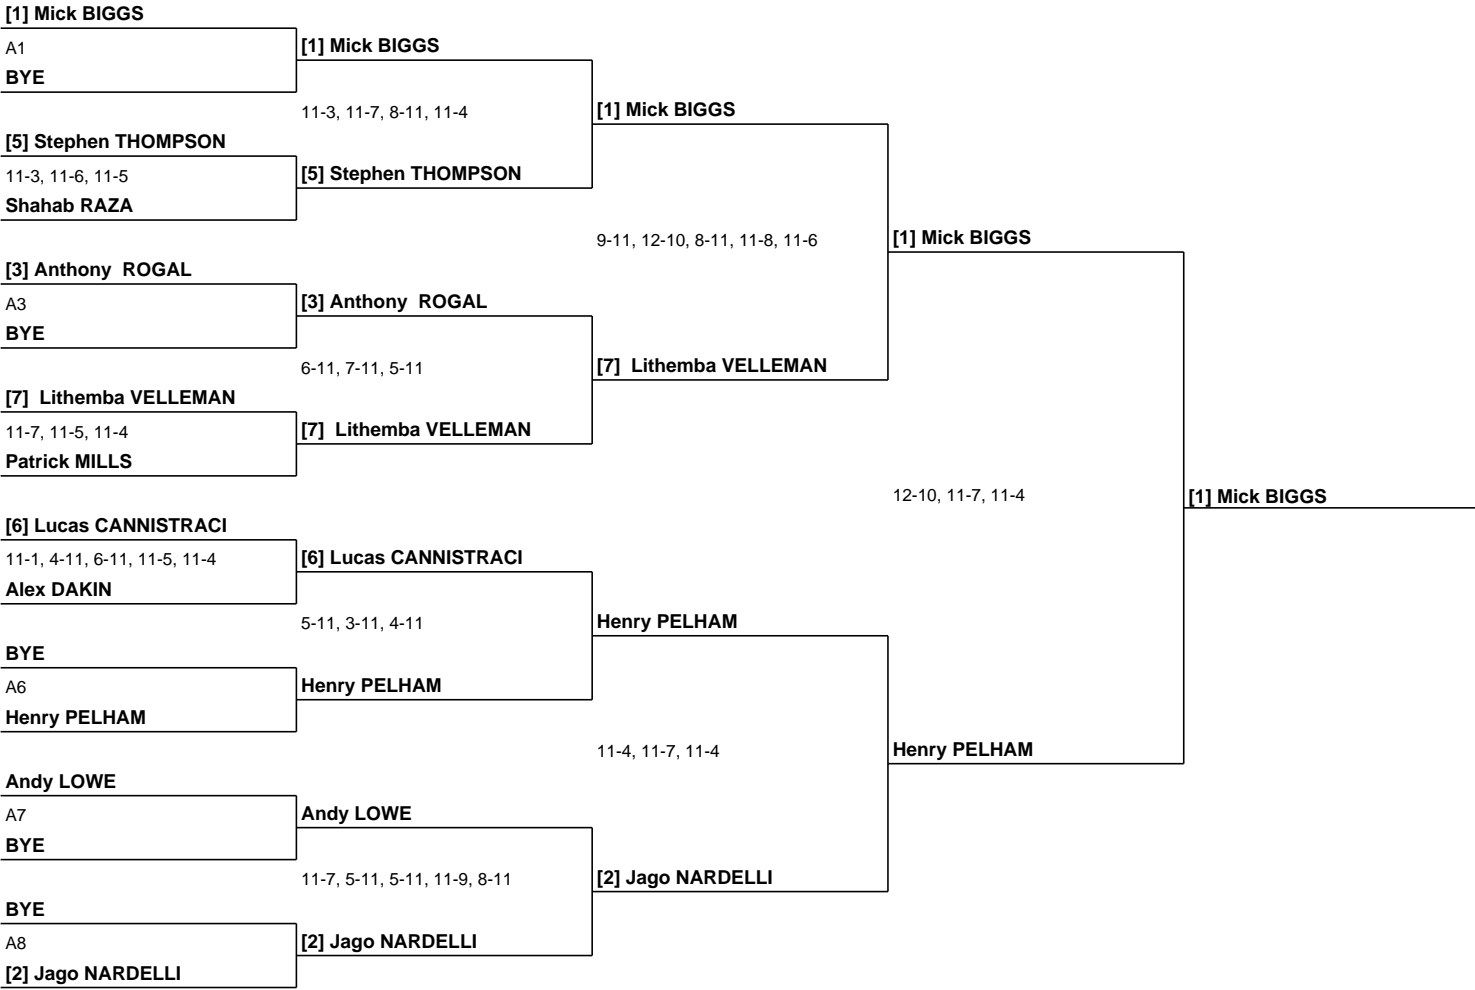 [1] Mick BIGGS
A1
BYE
[5] Stephen THOMPSON
11-3, 11-6, 11-5
Shahab RAZA
[3] Anthony  ROGAL
A3
BYE
[7]  Lithemba VELLEMAN
11-7, 11-5, 11-4
Patrick MILLS
[6] Lucas CANNISTRACI
11-1, 4-11, 6-11, 11-5, 11-4
Alex DAKIN
BYE
A6
Henry PELHAM
Andy LOWE
A7
BYE
BYE
A8
[2] Jago NARDELLI
[1] Mick BIGGS
11-3, 11-7, 8-11, 11-4
[5] Stephen THOMPSON
[3] Anthony  ROGAL
6-11, 7-11, 5-11
[7]  Lithemba VELLEMAN
[6] Lucas CANNISTRACI
5-11, 3-11, 4-11
Henry PELHAM
Andy LOWE
11-7, 5-11, 5-11, 11-9, 8-11
[2] Jago NARDELLI
[1] Mick BIGGS
9-11, 12-10, 8-11, 11-8, 11-6
[7]  Lithemba VELLEMAN
Henry PELHAM
11-4, 11-7, 11-4
[2] Jago NARDELLI
[1] Mick BIGGS
12-10, 11-7, 11-4
Henry PELHAM
[1] Mick BIGGS